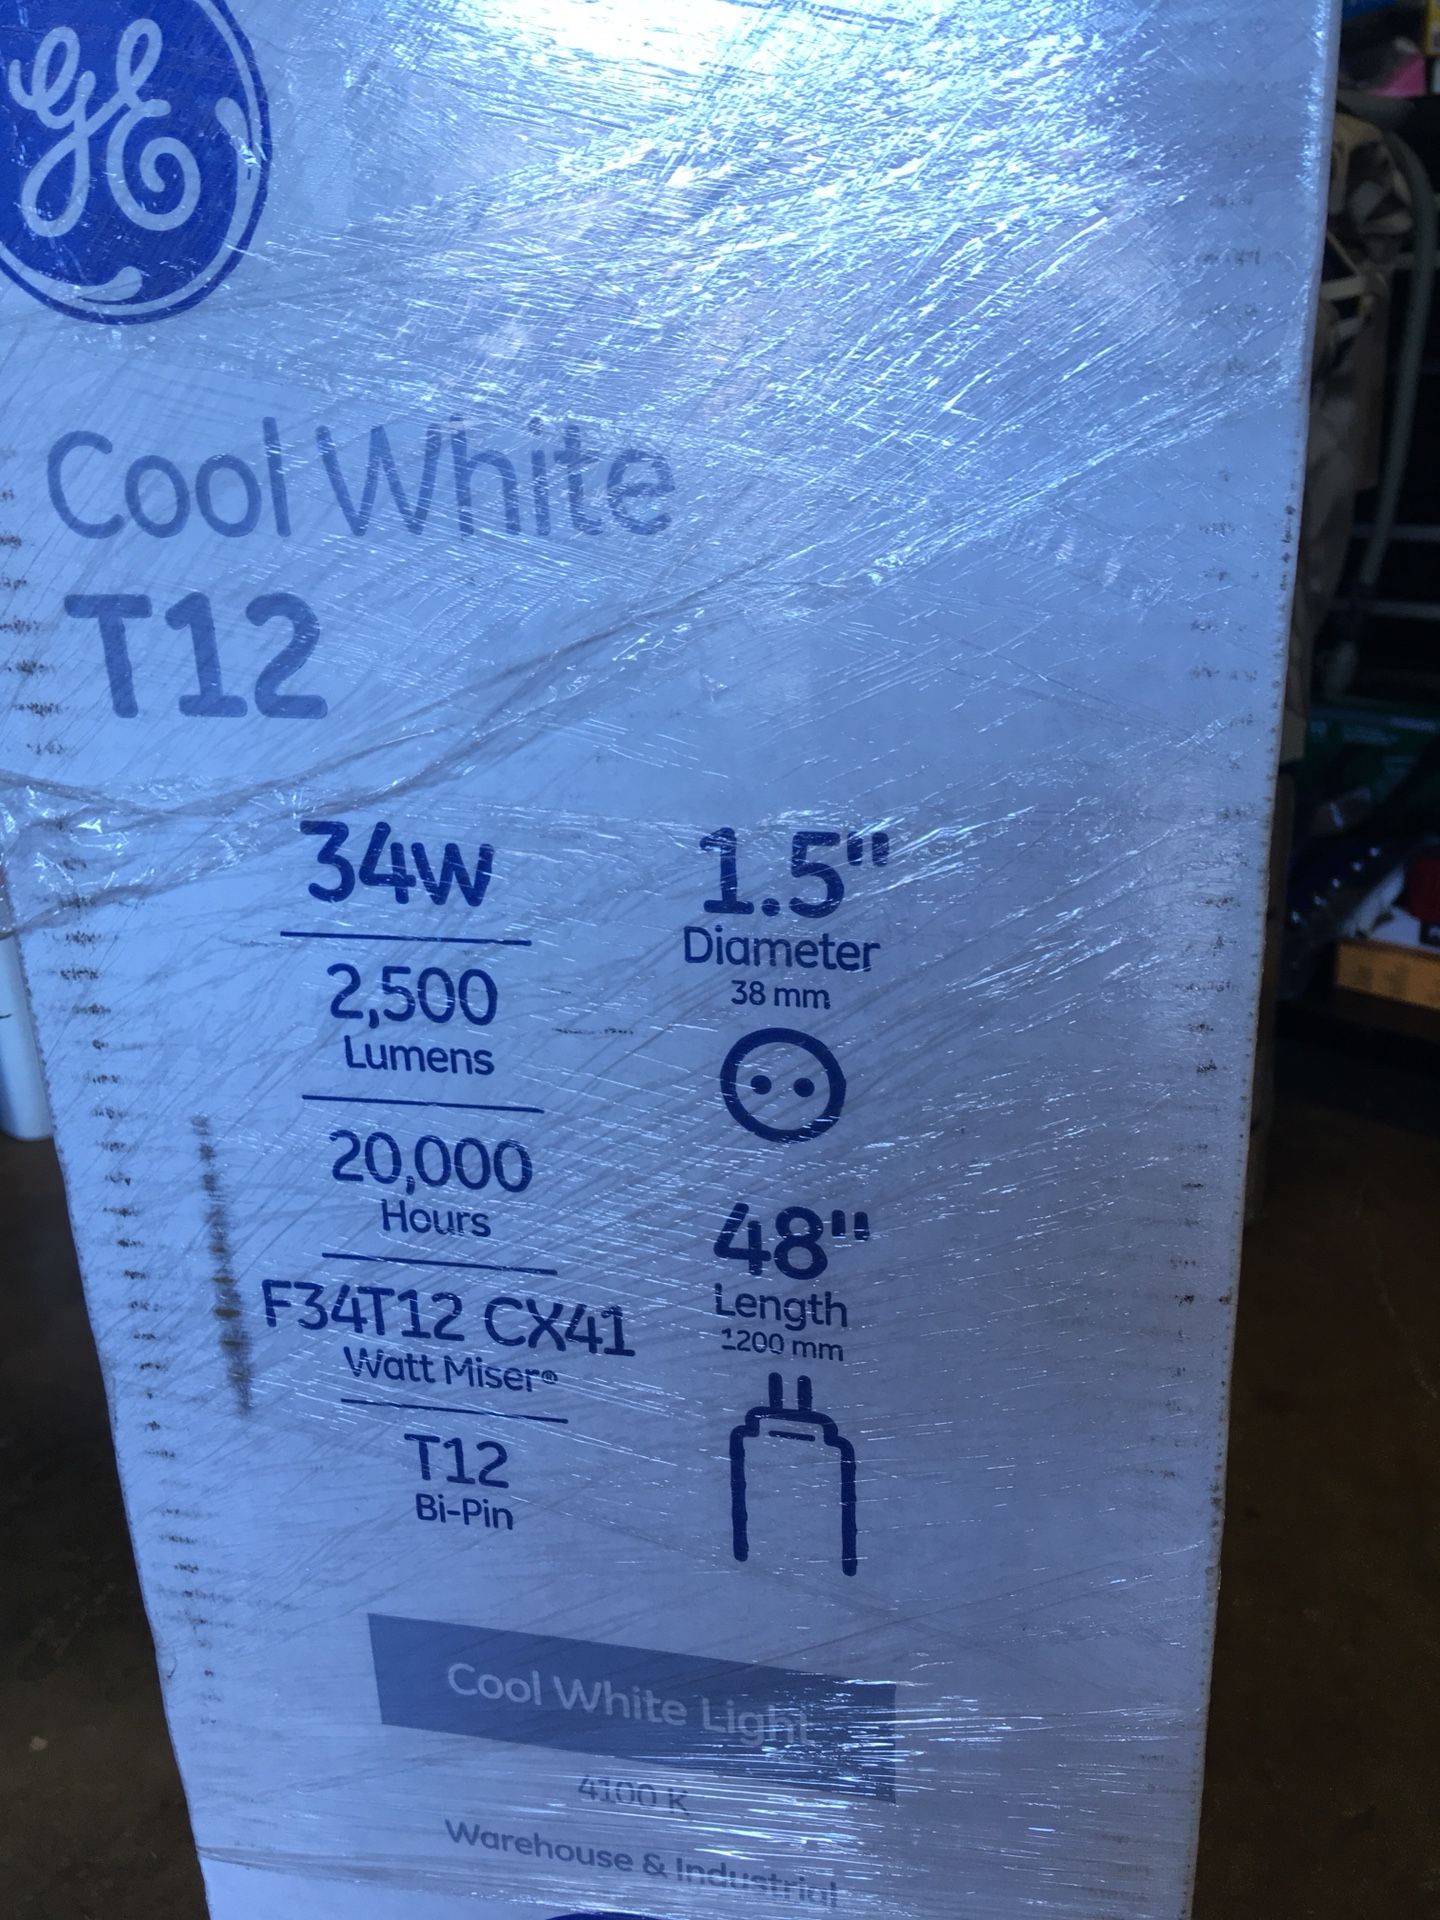 GE
Cool White
T12
34W
2,500
Lumens
20,000
Hours
F34T12 CX41
Watt Miser®
T12
Bi-Pin
1.5"
Diameter
38 mm
48"
Length
1200 mm
Cool White Light
4100 K
Warehouse & Industrial